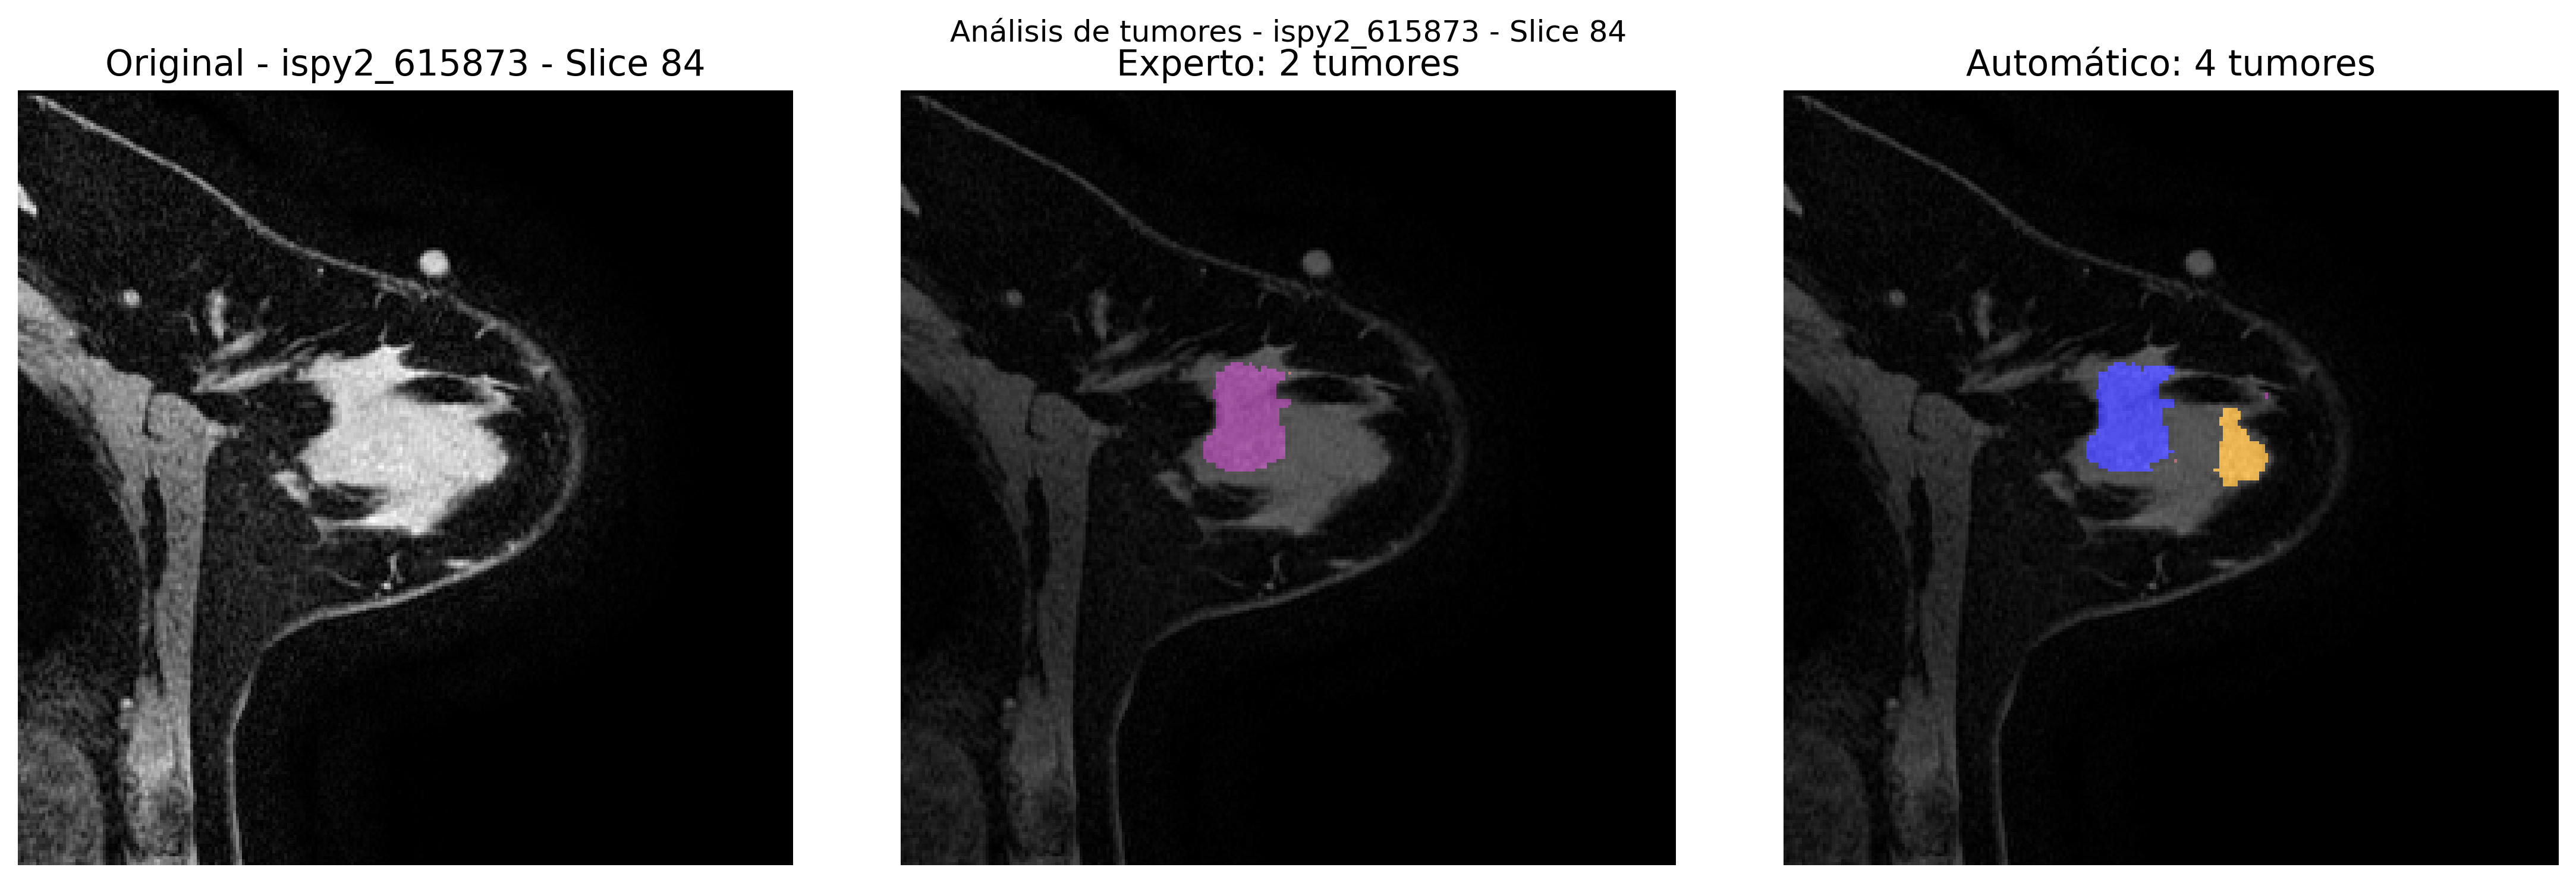 Análisis de tumores - ispy2_615873 - Slice 84
Original - ispy2_615873 - Slice 84
Experto: 2 tumores
Automático: 4 tumores